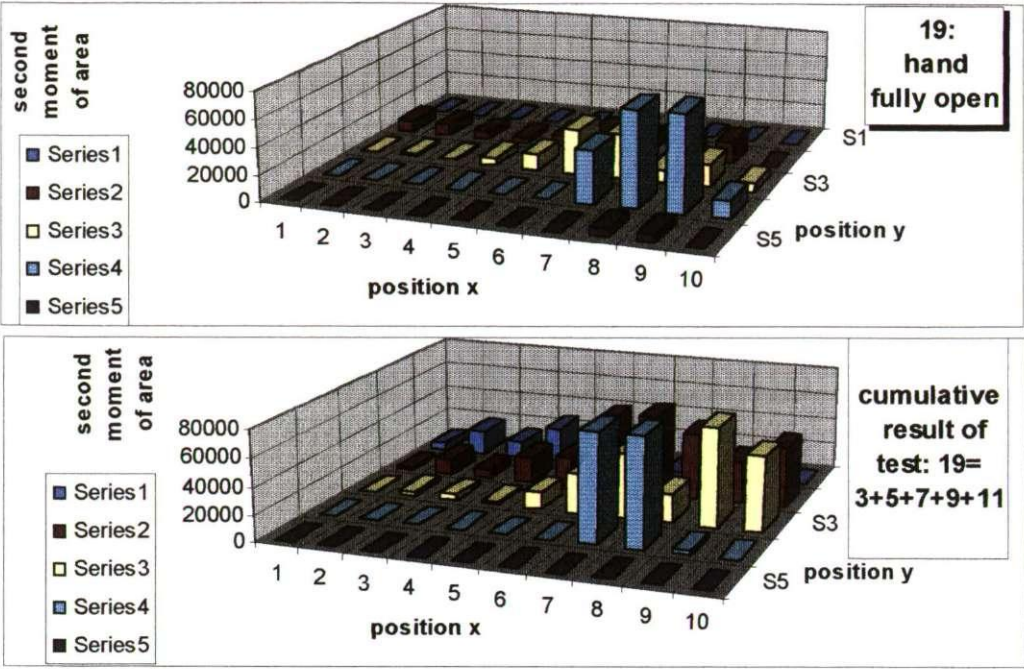 second
moment
of area
19:
hand
fully open
80000
60000
40000
20000
0
1 2 3 4 5 6 7 8 9 10
position x
S1
S3
S5
position y
Series1
Series2
Series3
Series4
Series5
second
moment
of area
cumulative
result of
test: 19=
3+5+7+9+11
80000
60000
40000
20000
0
1 2 3 4 5 6 7 8 9 10
position x
S3
S5
position y
Series1
Series2
Series3
Series4
Series5